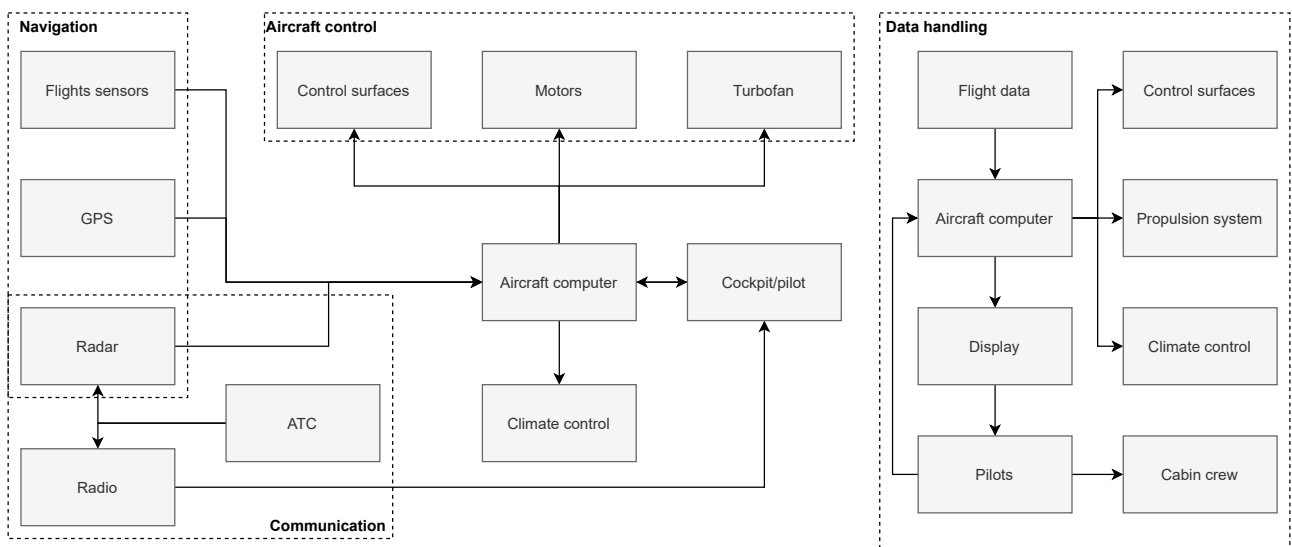 Navigation
Flights sensors
GPS
Radar
ATC
Radio
Communication
Aircraft control
Control surfaces
Motors
Turbofan
Aircraft computer
Cockpit/pilot
Climate control
Data handling
Flight data
Control surfaces
Aircraft computer
Propulsion system
Display
Climate control
Pilots
Cabin crew